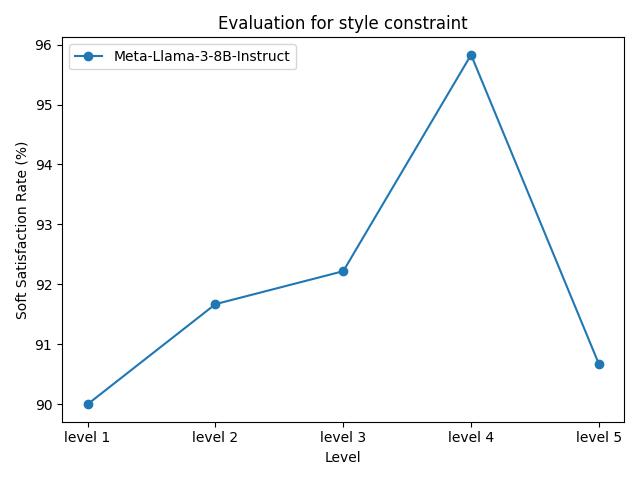 Evaluation for style constraint
Meta-Llama-3-8B-Instruct
Soft Satisfaction Rate (%)
96
95
94
93
92
91
90
level 1
level 2
level 3
level 4
level 5
Level